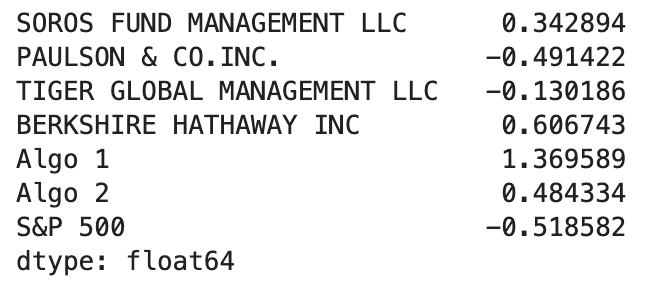 SOROS FUND MANAGEMENT LLC 0.342894
PAULSON & CO.INC. -0.491422
TIGER GLOBAL MANAGEMENT LLC -0.130186
BERKSHIRE HATHAWAY INC 0.606743
Algo 1 1.369589
Algo 2 0.484334
S&P 500 -0.518582
dtype: float64